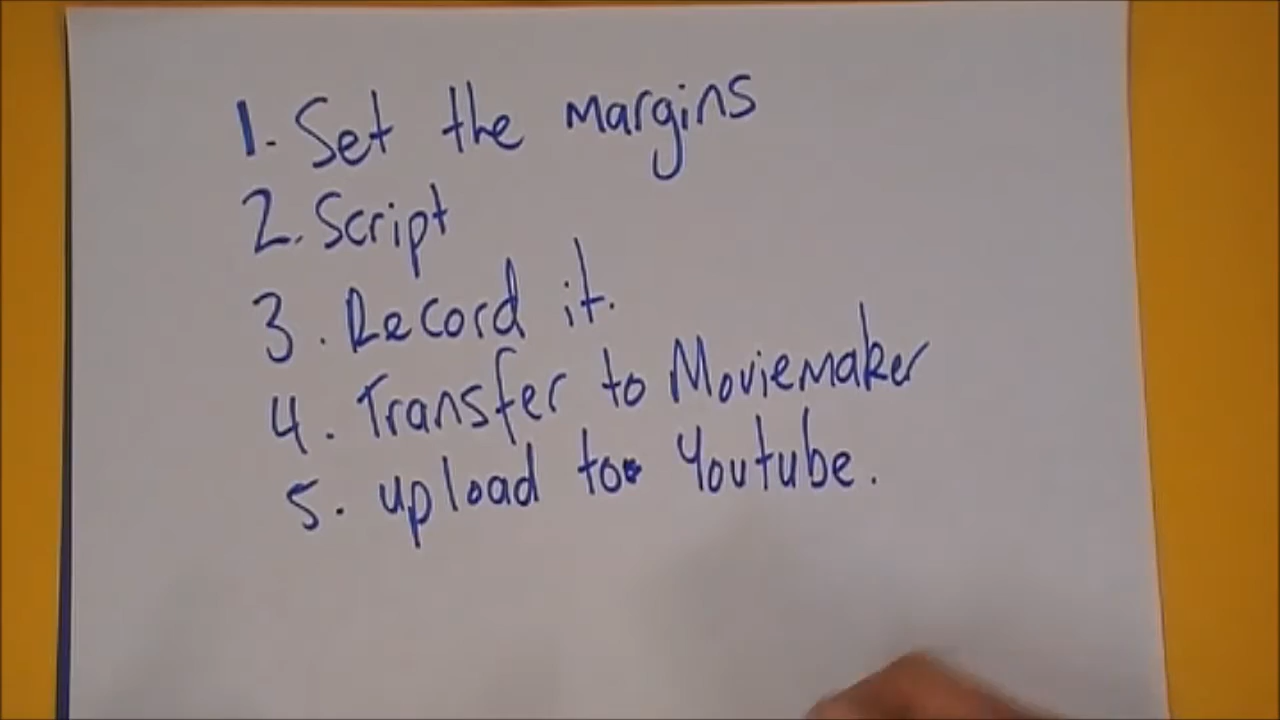 1. Set the margins
2. Script
3. Record it.
4. Transfer to Moviemaker
5. upload to Youtube.